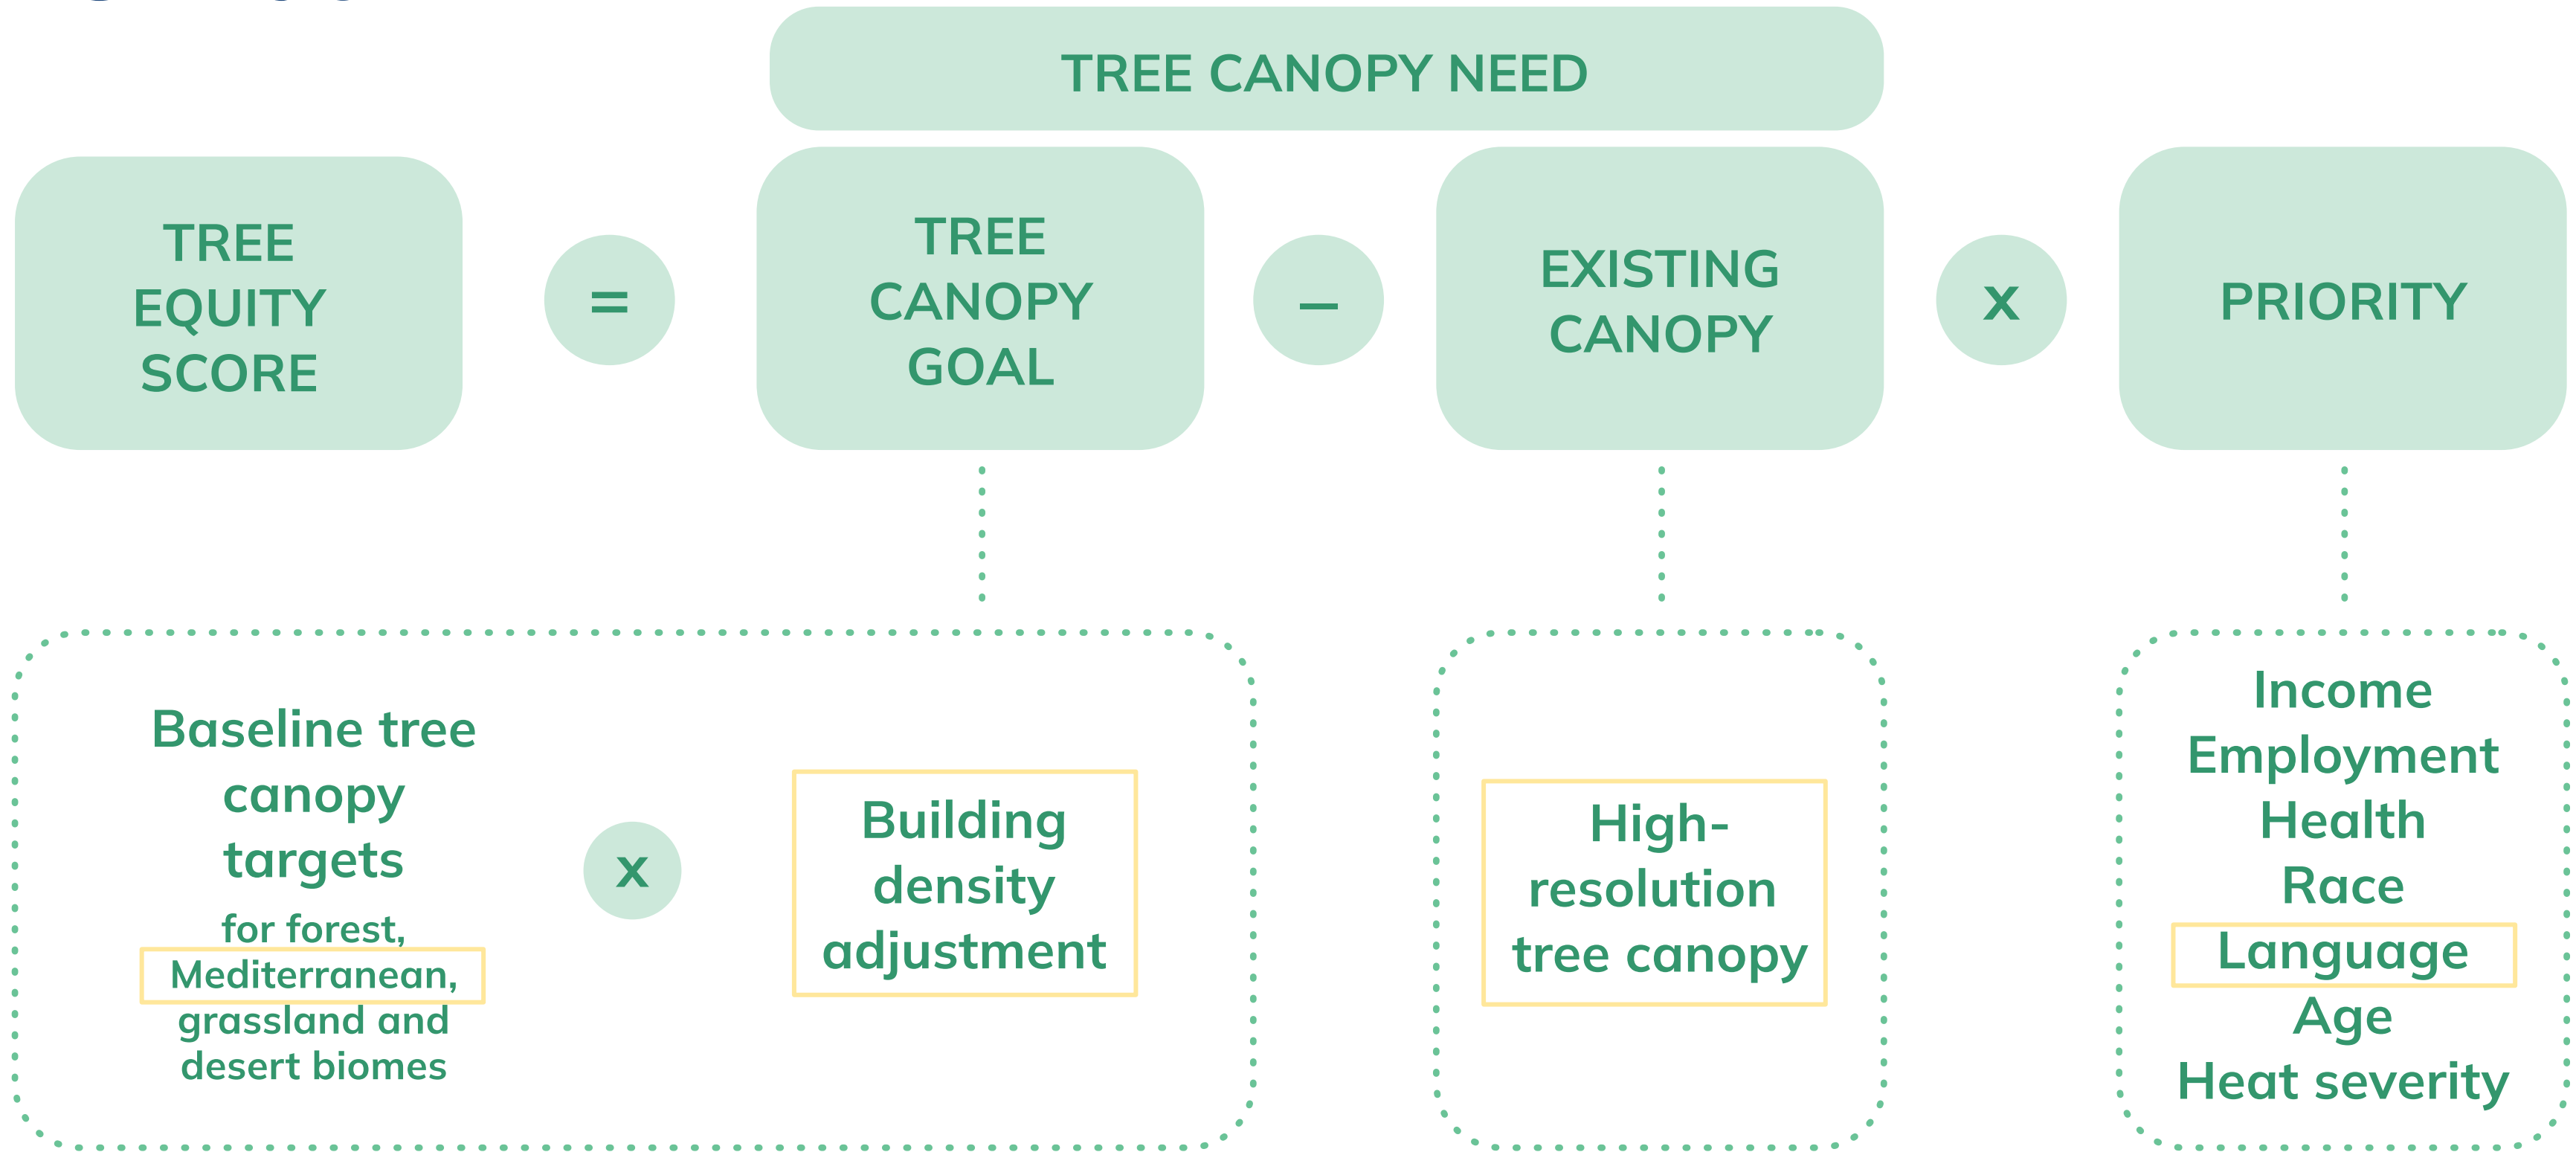 TREE CANOPY NEED
TREE
EQUITY
SCORE
=
TREE
CANOPY
GOAL
–
EXISTING
CANOPY
x
PRIORITY
Baseline tree
canopy
targets
for forest,
Mediterranean,
grassland and
desert biomes
x
Building
density
adjustment
High-
resolution
tree canopy
Income
Employment
Health
Race
Language
Age
Heat severity